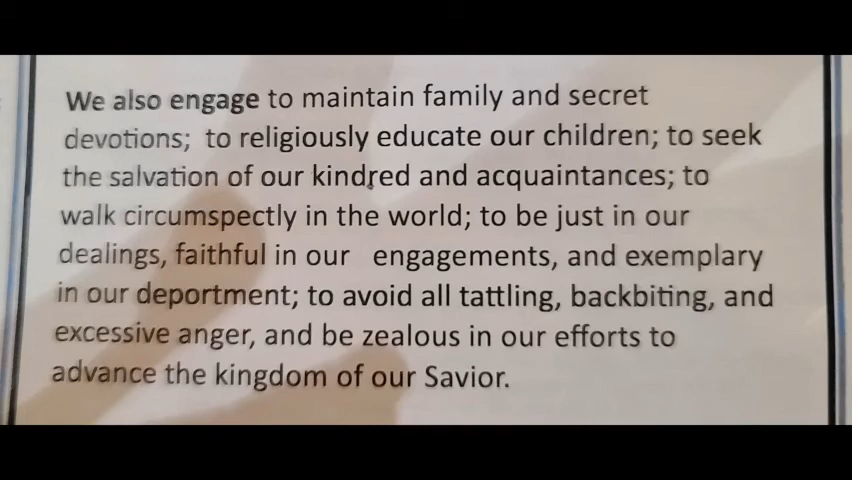 We also engage to maintain family and secret
devotions; to religiously educate our children; to seek
the salvation of our kindred and acquaintances; to
walk circumspectly in the world; to be just in our
dealings, faithful in our engagements, and exemplary
in our deportment; to avoid all tattling, backbiting, and
excessive anger, and be zealous in our efforts to
advance the kingdom of our Savior.